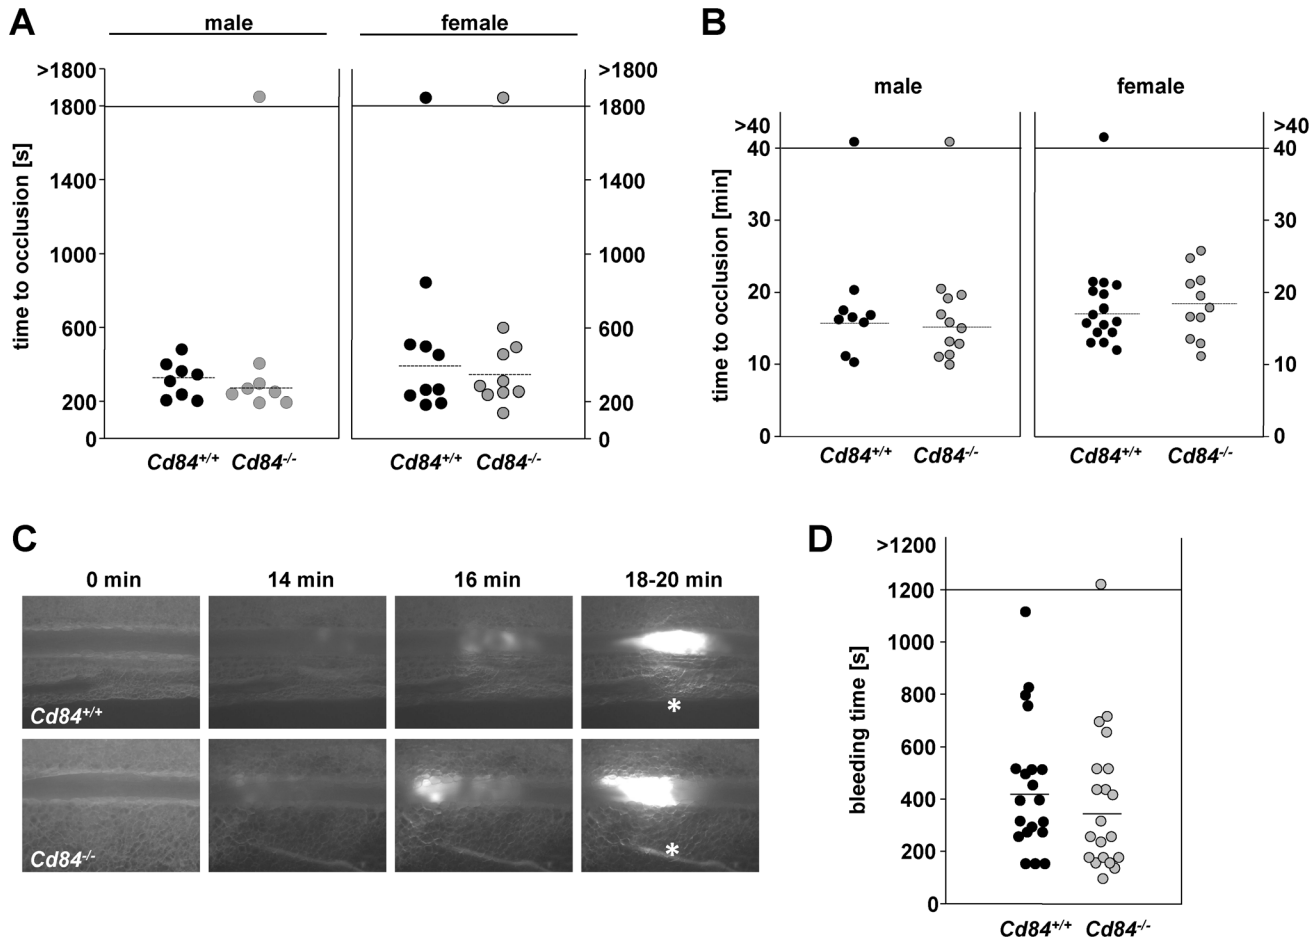 A
male
female
>1800
1800
1400
1000
600
200
0
time to occlusion [s]
>1800
1800
1400
1000
600
200
0
Cd84+/+ Cd84-/-
Cd84+/+ Cd84-/-
B
male
female
>40
40
30
20
10
0
time to occlusion [min]
>40
40
30
20
10
0
Cd84+/+ Cd84-/-
Cd84+/+ Cd84-/-
C
0 min
14 min
16 min
18-20 min
Cd84+/+
*
Cd84-/-
*
D
>1200
1200
1000
800
600
400
200
0
bleeding time [s]
Cd84+/+ Cd84-/-